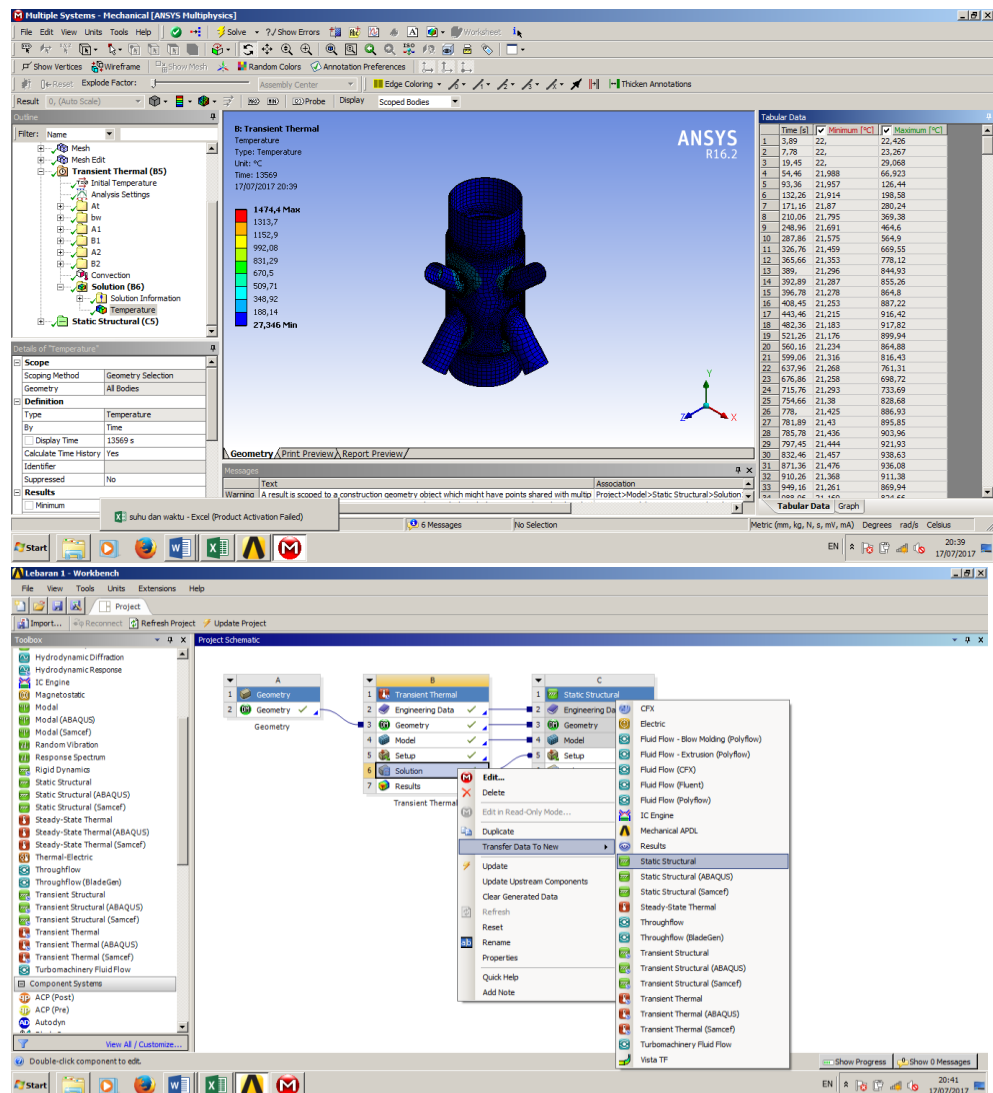 Multiple Systems - Mechanical [ANSYS Multiphysics]
File Edit View Units Tools Help Solve ?/Show Errors Worksheet
Show Vertices Wireframe Show Mesh Random Colors Annotation Preferences
Reset Explode Factor: Assembly Center Edge Coloring Thicken Annotations
Result 0, (Auto Scale) Probe Display Scoped Bodies
Outline
Filter: Name
Mesh
Mesh Edit
Transient Thermal (B5)
Initial Temperature
Analysis Settings
At
bw
A1
B1
A2
B2
Convection
Solution (B6)
Solution Information
Temperature
Static Structural (C5)
Details of "Temperature"
Scope
Scoping Method Geometry Selection
Geometry All Bodies
Definition
Type Temperature
By Time
Display Time 13569 s
Calculate Time History Yes
Identifier
Suppressed No
Results
Minimum
B: Transient Thermal
Temperature
Type: Temperature
Unit: °C
Time: 13569
17/07/2017 20:39
1474,4 Max
1313,7
1152,9
992,08
831,29
670,5
509,71
348,92
188,14
27,346 Min
ANSYS
R16.2
Y
Z X
Geometry Print Preview Report Preview
Messages
Text Association
Warning A result is scoped to a construction geometry object which might have points shared with multip Project>Model>Static Structural>Solution
Tabular Data
Time [s] Minimum [°C] Maximum [°C]
1 3,89 22, 22,426
2 7,78 22, 23,267
3 19,45 22, 29,068
4 54,46 21,988 66,923
5 93,36 21,957 126,44
6 132,26 21,914 198,58
7 171,16 21,87 280,24
8 210,06 21,795 369,38
9 248,96 21,691 464,6
10 287,86 21,575 564,9
11 326,76 21,459 669,55
12 365,66 21,353 778,12
13 389, 21,296 844,93
14 392,89 21,287 855,26
15 396,78 21,278 864,8
16 408,45 21,253 887,22
17 443,46 21,215 916,42
18 482,36 21,183 917,82
19 521,26 21,176 899,94
20 560,16 21,234 864,88
21 599,06 21,316 816,43
22 637,96 21,268 761,31
23 676,86 21,258 698,72
24 715,76 21,293 733,69
25 754,66 21,38 828,68
26 778, 21,425 886,93
27 781,89 21,43 895,85
28 785,78 21,436 903,96
29 797,45 21,444 921,93
30 832,46 21,457 938,63
31 871,36 21,476 936,08
32 910,26 21,368 911,38
33 949,16 21,261 869,94
Tabular Data Graph
suhu dan waktu - Excel (Product Activation Failed)
6 Messages No Selection Metric (mm, kg, N, s, mV, mA) Degrees rad/s Celsius
Start EN 20:39
17/07/2017
Lebaran 1 - Workbench
File View Tools Units Extensions Help
Project
Import... Reconnect Refresh Project Update Project
Toolbox
Hydrodynamic Diffraction
Hydrodynamic Response
IC Engine
Magnetostatic
Modal
Modal (ABAQUS)
Modal (Samcef)
Random Vibration
Response Spectrum
Rigid Dynamics
Static Structural
Static Structural (ABAQUS)
Static Structural (Samcef)
Steady-State Thermal
Steady-State Thermal (ABAQUS)
Steady-State Thermal (Samcef)
Thermal-Electric
Throughflow
Throughflow (BladeGen)
Transient Structural
Transient Structural (ABAQUS)
Transient Structural (Samcef)
Transient Thermal
Transient Thermal (ABAQUS)
Transient Thermal (Samcef)
Turbomachinery Fluid Flow
Component Systems
ACP (Post)
ACP (Pre)
Autodyn
View All / Customize...
Project Schematic
A
1 Geometry
2 Geometry
Geometry
B
1 Transient Thermal
2 Engineering Data
3 Geometry
4 Model
5 Setup
6 Solution
7 Results
Transient Thermal
C
1 Static Structural
2 Engineering Da
3 Geometry
4 Model
5 Setup
Edit...
Delete
Edit in Read-Only Mode...
Duplicate
Transfer Data To New
Update
Update Upstream Components
Clear Generated Data
Refresh
Reset
Rename
Properties
Quick Help
Add Note
CFX
Electric
Fluid Flow - Blow Molding (Polyflow)
Fluid Flow - Extrusion (Polyflow)
Fluid Flow (CFX)
Fluid Flow (Fluent)
Fluid Flow (Polyflow)
IC Engine
Mechanical APDL
Results
Static Structural
Static Structural (ABAQUS)
Static Structural (Samcef)
Steady-State Thermal
Throughflow
Throughflow (BladeGen)
Transient Structural
Transient Structural (ABAQUS)
Transient Structural (Samcef)
Transient Thermal
Transient Thermal (ABAQUS)
Transient Thermal (Samcef)
Turbomachinery Fluid Flow
Vista TF
Double-click component to edit. Show Progress Show 0 Messages
Start EN 20:41
17/07/2017